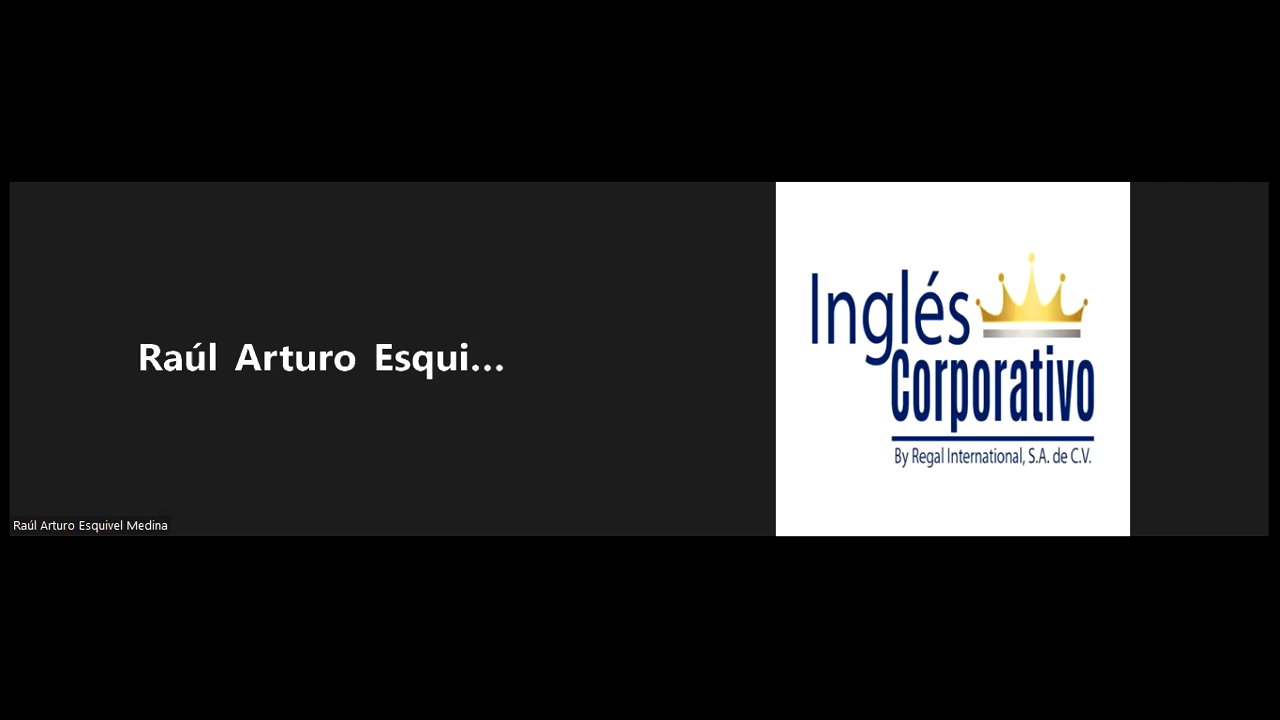 Raúl Arturo Esqui...
Raúl Arturo Esquivel Medina
Inglés
Corporativo
By Regal International, S.A. de C.V.